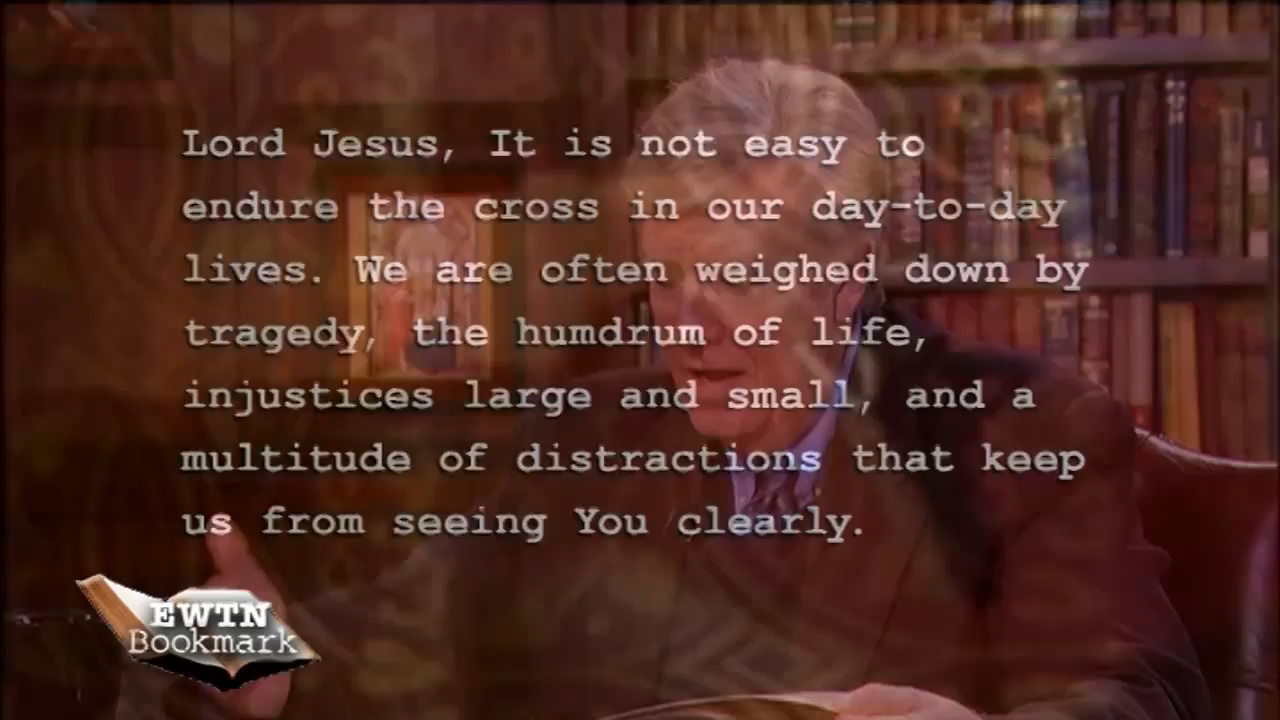 Lord Jesus, It is not easy to
endure the cross in our day-to-day
lives. We are often weighed down by
tragedy, the humdrum of life,
injustices large and small, and a
multitude of distractions that keep
us from seeing You clearly.
EWTN
Bookmark